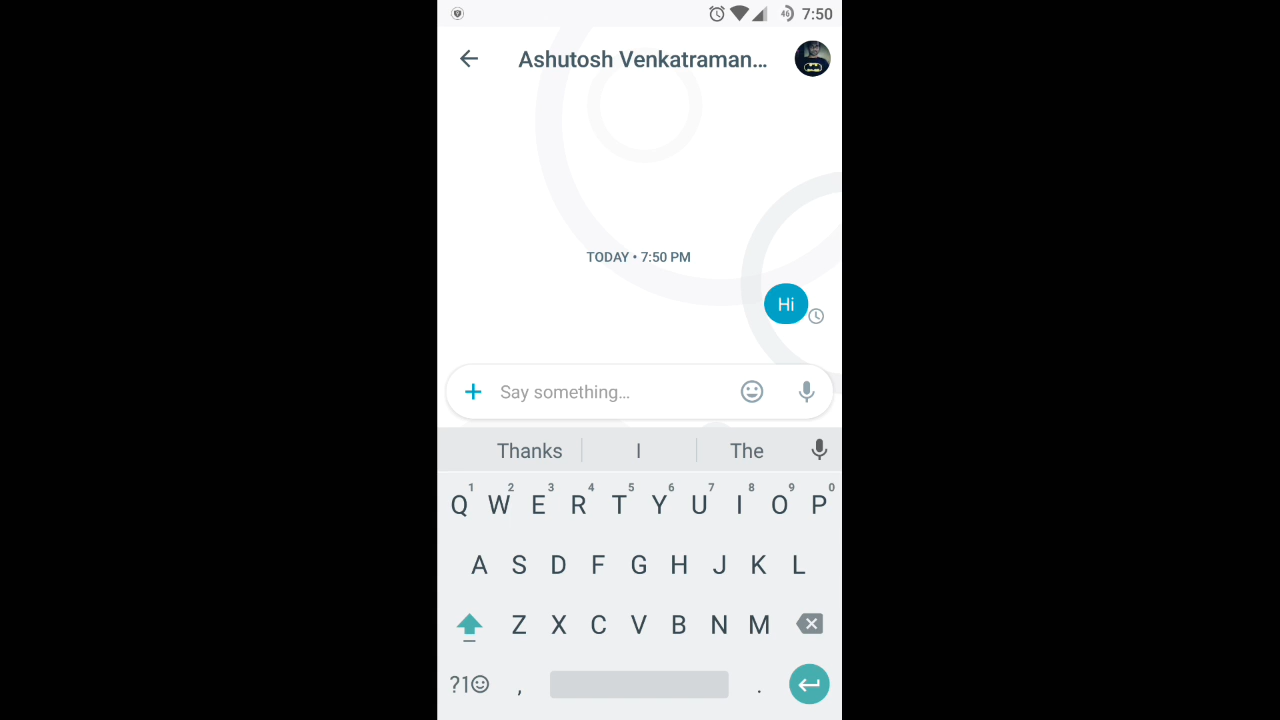 46 7:50
Ashutosh Venkatraman...
TODAY • 7:50 PM
Hi
Say something...
Thanks I The
1 2 3 4 5 6 7 8 9 0
Q W E R T Y U I O P
A S D F G H J K L
Z X C V B N M
?1 , .